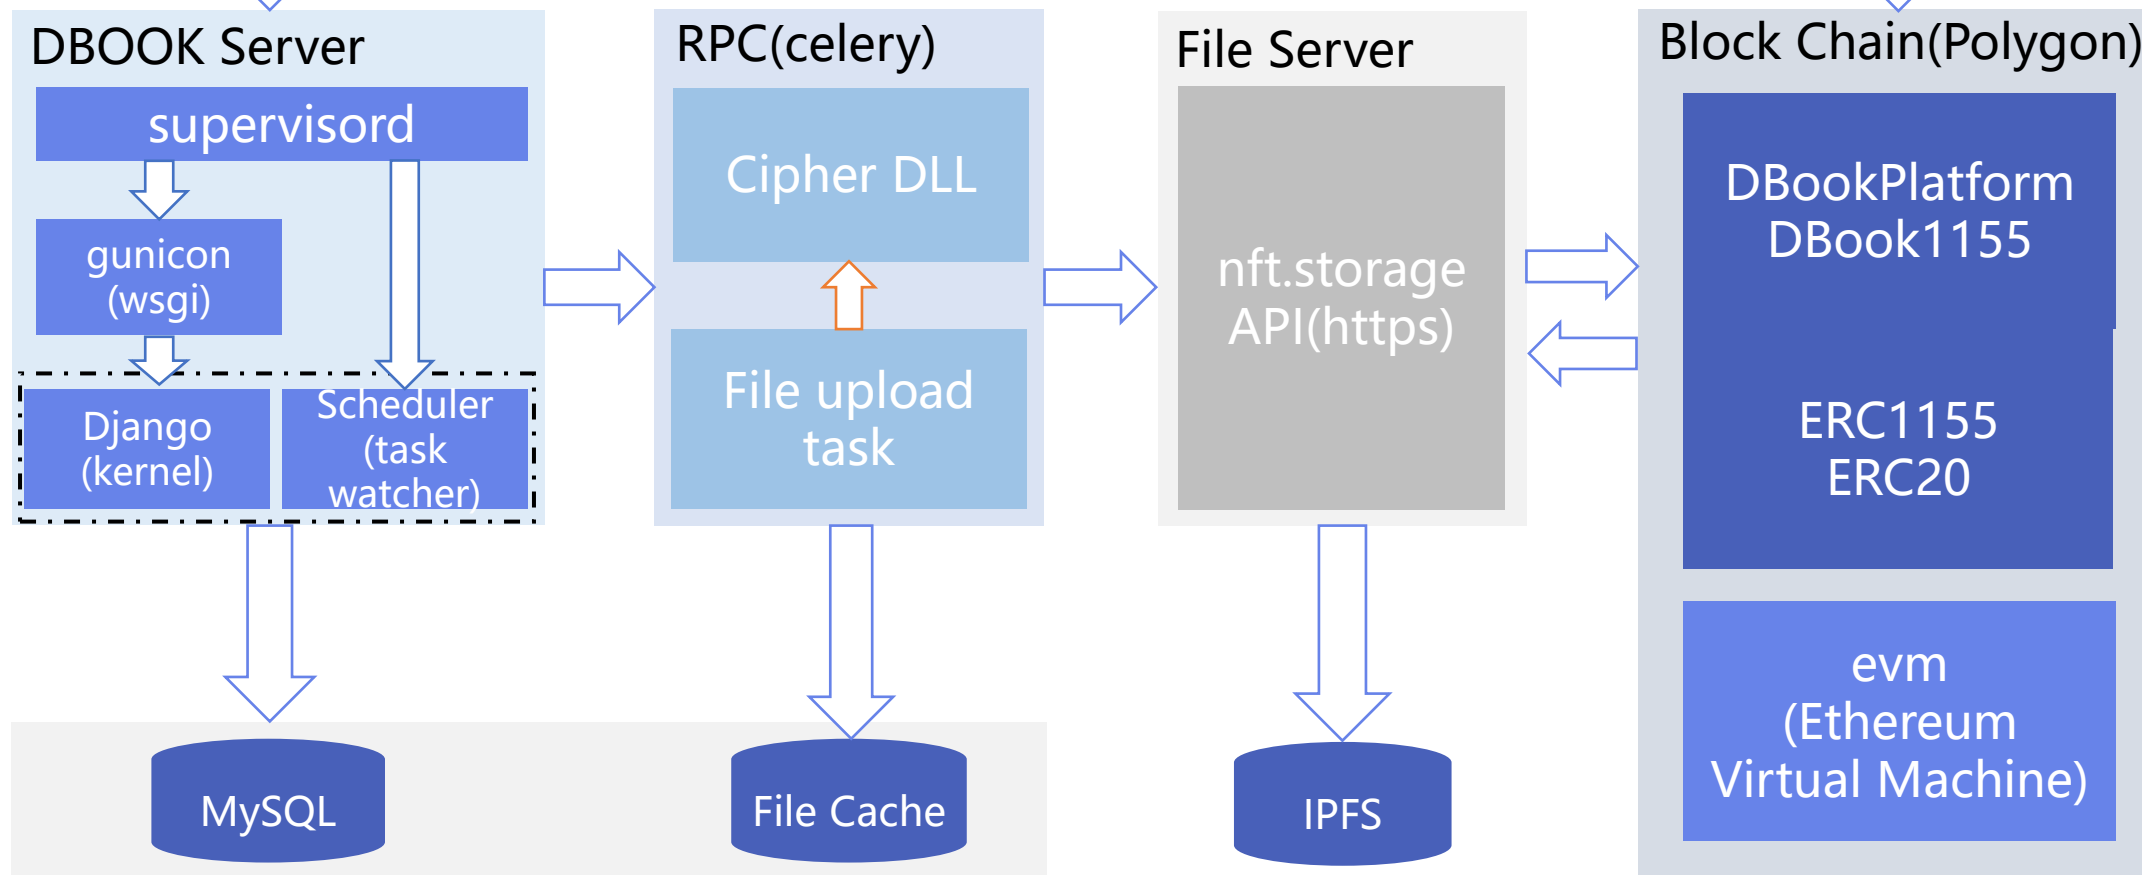 DBOOK Server
supervisord
gunicon
(wsgi)
Django
(kernel)
Scheduler
(task
watcher)
RPC(celery)
Cipher DLL
File upload
task
File Server
nft.storage
API(https)
Block Chain(Polygon)
DBookPlatform
DBook1155
ERC1155
ERC20
evm
(Ethereum
Virtual Machine)
MySQL
File Cache
IPFS